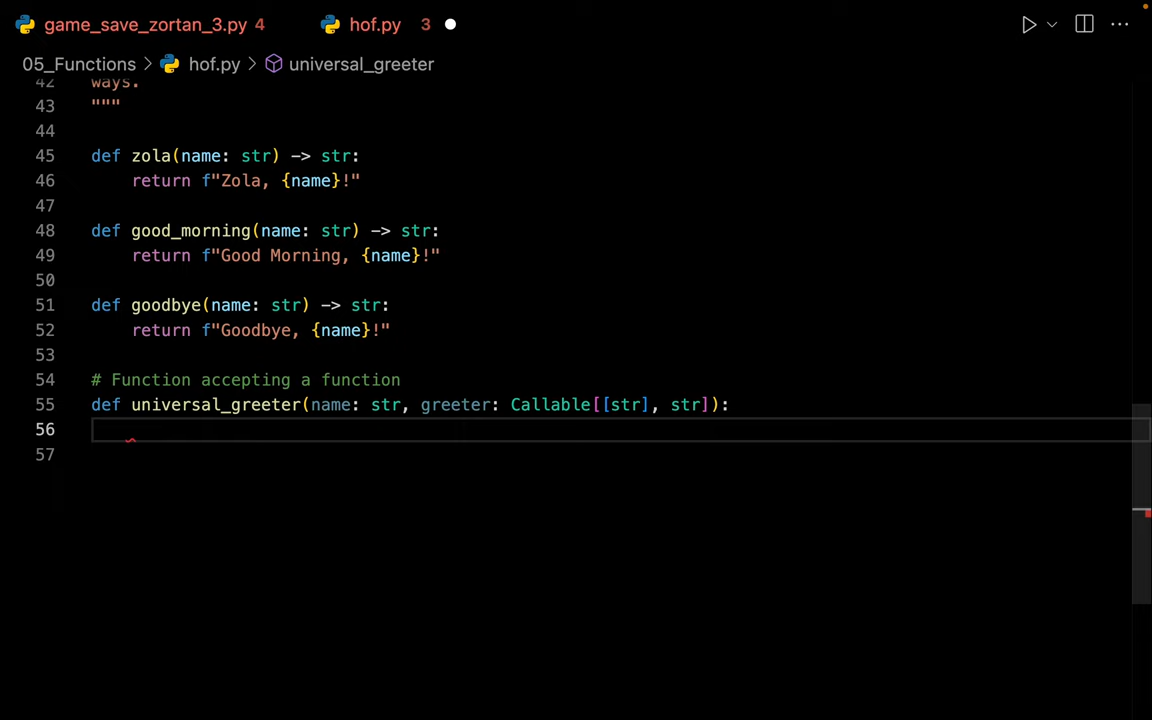 game_save_zortan_3.py 4 hof.py 3
05_Functions > hof.py > universal_greeter
42 ways.
43 """
44
45 def zola(name: str) -> str:
46 return f"Zola, {name}!"
47
48 def good_morning(name: str) -> str:
49 return f"Good Morning, {name}!"
50
51 def goodbye(name: str) -> str:
52 return f"Goodbye, {name}!"
53
54 # Function accepting a function
55 def universal_greeter(name: str, greeter: Callable[[str], str]):
56
57